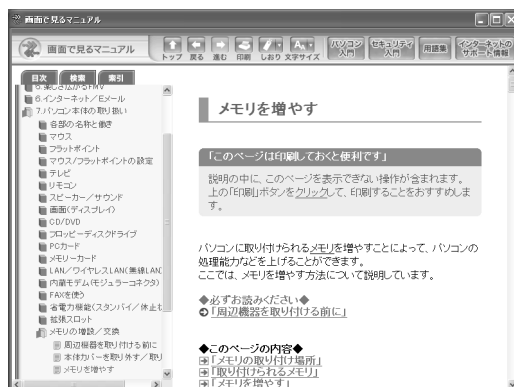 画面で見るマニュアル
画面で見るマニュアル
トップ 戻る 進む 印刷 しおり 文字サイズ
パソコン入門
セキュリティ入門
用語集
インターネットのサポート情報
目次 検索 索引
6.インターネット/Eメール
7.パソコン本体の取り扱い
各部の名称と働き
マウス
フラットポイント
マウス/フラットポイントの設定
テレビ
リモコン
スピーカー/サウンド
画面(ディスプレイ)
CD/DVD
フロッピーディスクドライブ
PCカード
メモリーカード
LAN/ワイヤレスLAN(無線LAN
内蔵モデム(モジュラーコネクタ)
FAXを使う
省電力機能(スタンバイ/休止も
拡張スロット
メモリの増設/交換
周辺機器を取り付ける前に
本体カバーを取り外す/取り
メモリを増やす
メモリを増やす
「このページは印刷しておくと便利です」
説明の中に、このページを表示できない操作が含まれます。
上の「印刷」ボタンをクリックして、印刷することをおすすめしま
す。
パソコンに取り付けられるメモリを増やすことによって、パソコンの
処理能力などを上げることができます。
ここでは、メモリを増やす方法について説明しています。
◆必ずお読みください◆
「周辺機器を取り付ける前に」
◆このページの内容◆
「メモリの取り付け場所」
「取り付けられるメモリ」
「メモリを増やす」